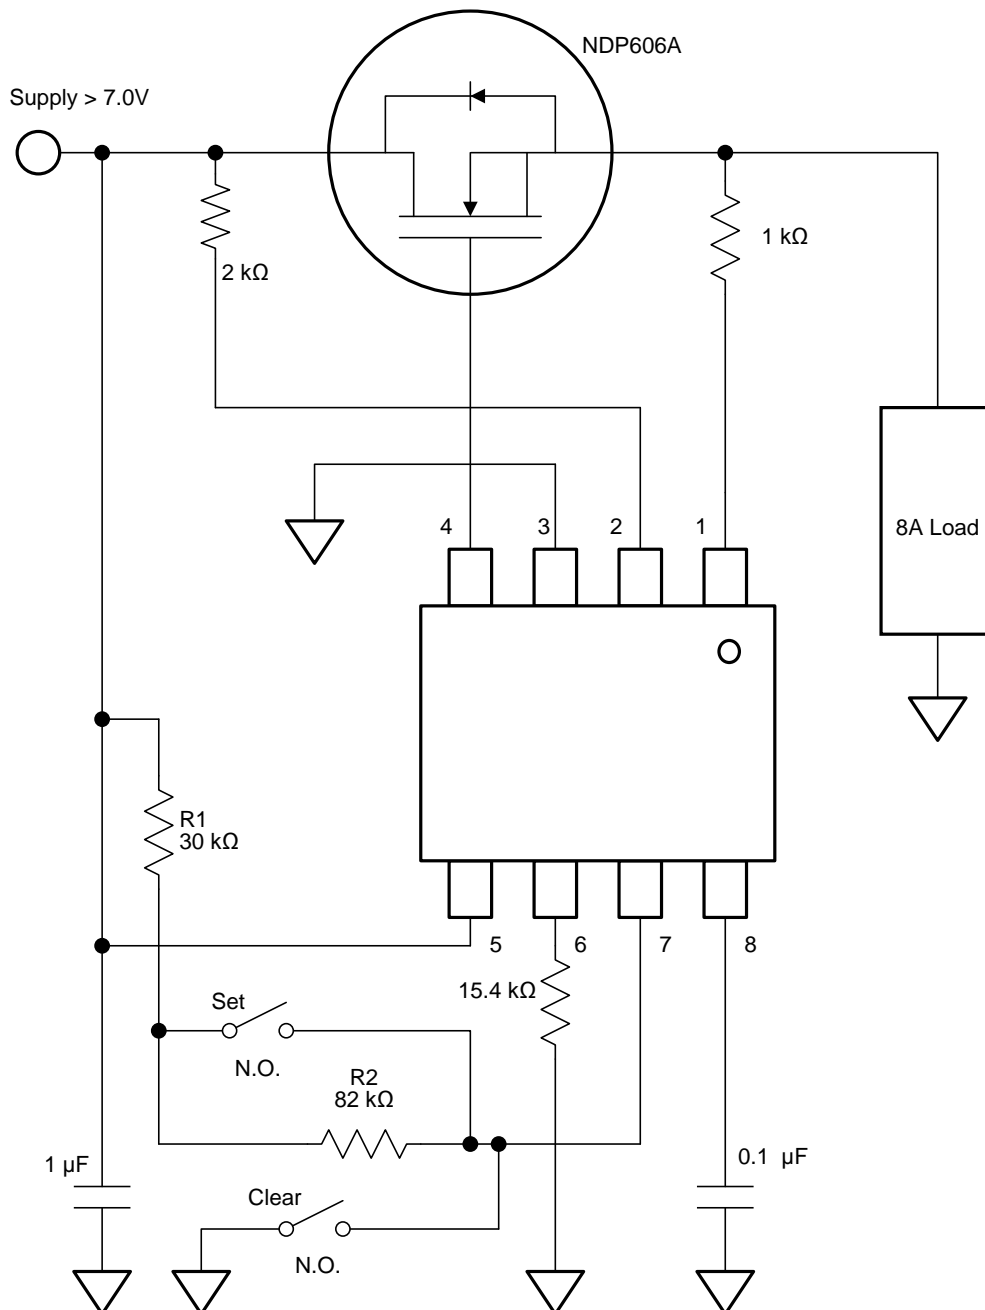 NDP606A
Supply > 7.0V
1 kΩ
2 kΩ
4 3 2 1
8A Load
R1
30 kΩ
5 6 7 8
15.4 kΩ
Set
N.O.
R2
82 kΩ
1 µF
0.1 µF
Clear
N.O.